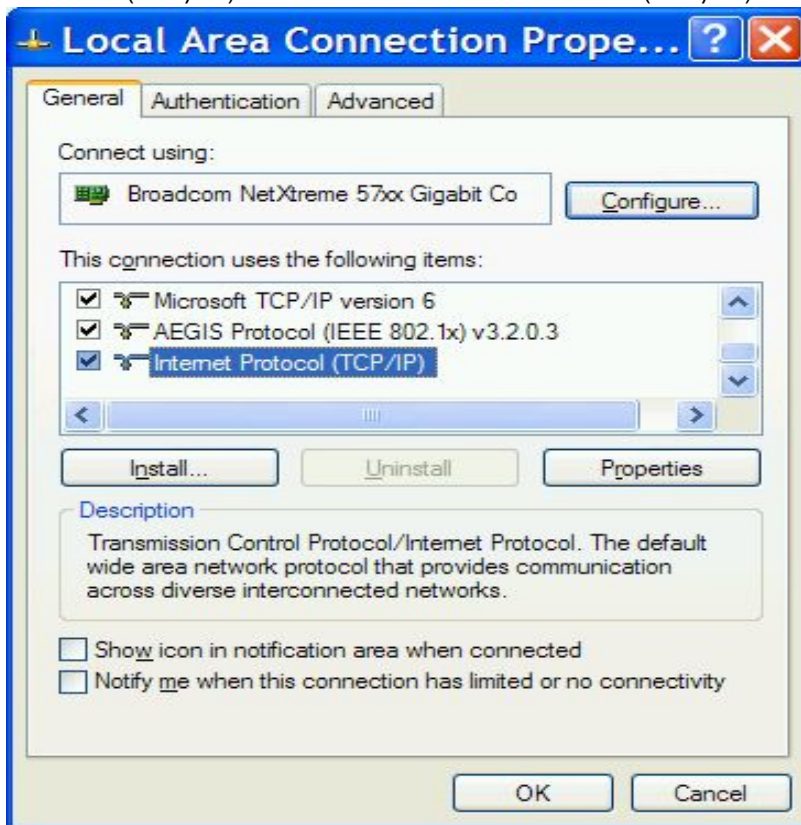 Local Area Connection Prope...
General Authentication Advanced
Connect using:
Broadcom NetXtreme 57xx Gigabit Co Configure...
This connection uses the following items:
Microsoft TCP/IP version 6
AEGIS Protocol (IEEE 802.1x) v3.2.0.3
Internet Protocol (TCP/IP)
Install... Uninstall Properties
Description
Transmission Control Protocol/Internet Protocol. The default
wide area network protocol that provides communication
across diverse interconnected networks.
Show icon in notification area when connected
Notify me when this connection has limited or no connectivity
OK Cancel